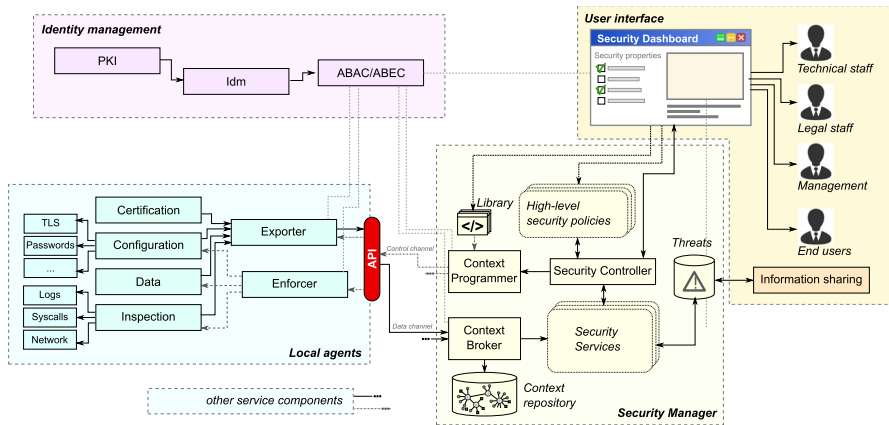 Identity management
PKI
Idm
ABAC/ABEC
User interface
Security Dashboard
Security properties
Technical staff
Legal staff
Management
End users
Information sharing
Certification
TLS
Configuration
Passwords
...
Data
Logs
Inspection
Syscalls
Network
Exporter
Enforcer
API
Local agents
Control channel
Data channel
Library
</>
High-level
security policies
Context
Programmer
Security Controller
Threats
Context
Broker
Security
Services
Context
repository
Security Manager
other service components